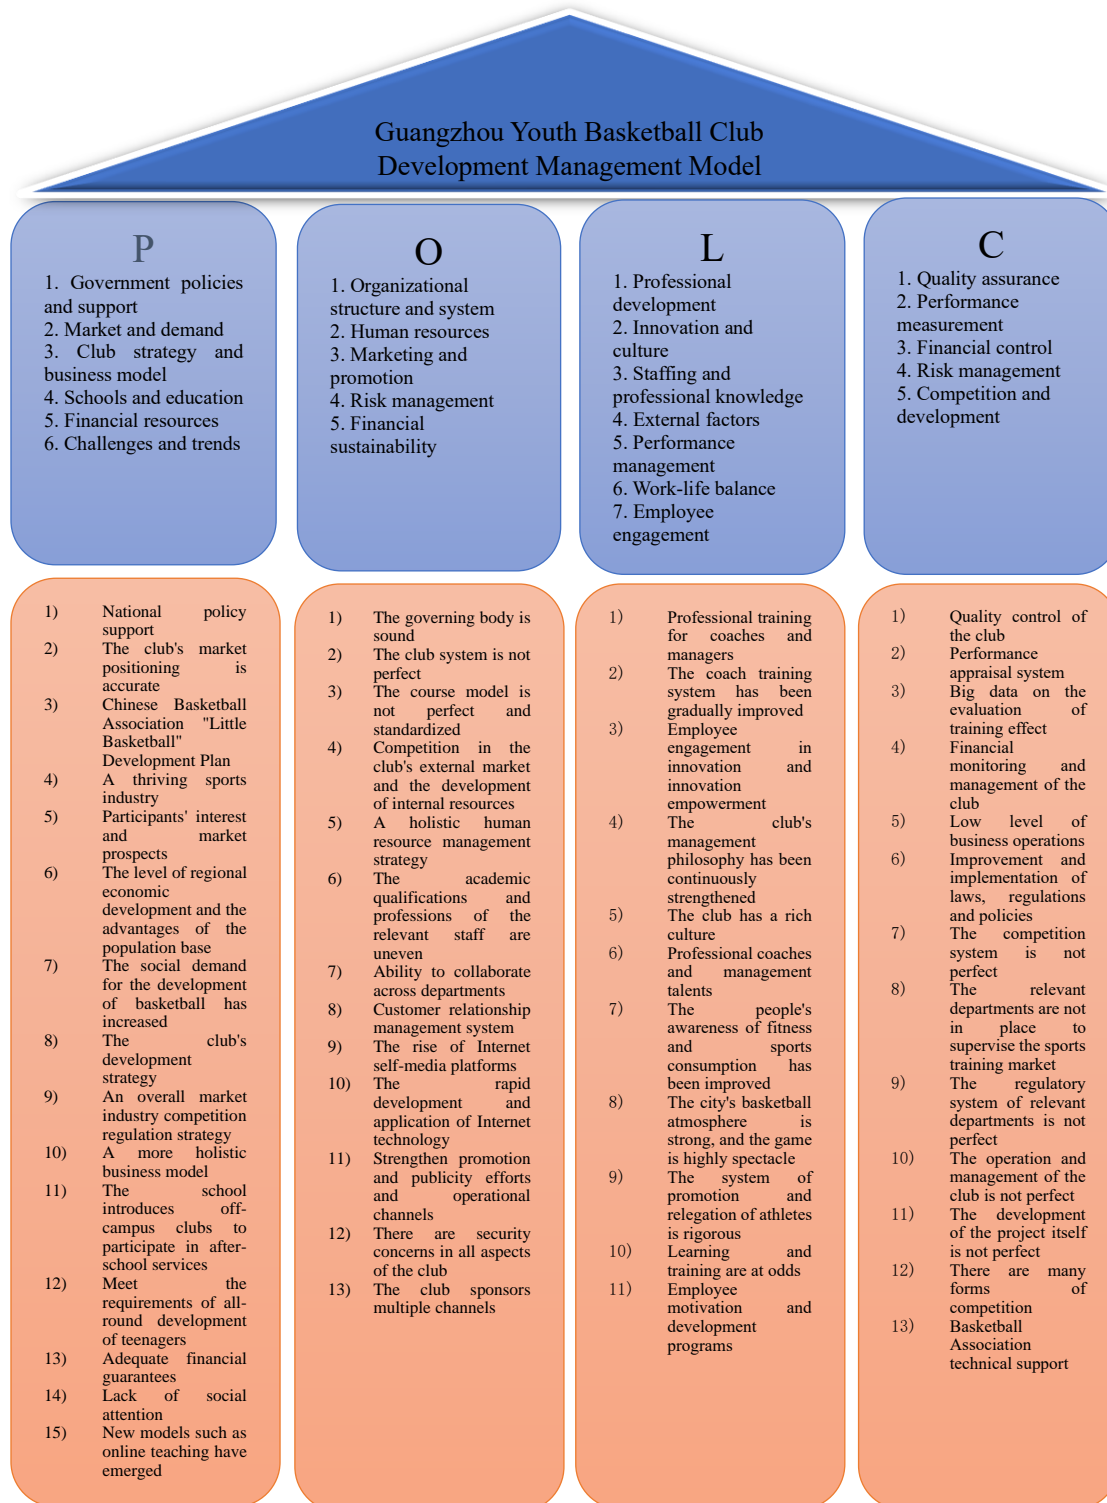 Guangzhou Youth Basketball Club
Development Management Model
P
1. Government policies
and support
2. Market and demand
3. Club strategy and
business model
4. Schools and education
5. Financial resources
6. Challenges and trends
O
1. Organizational
structure and system
2. Human resources
3. Marketing and
promotion
4. Risk management
5. Financial
sustainability
L
1. Professional
development
2. Innovation and
culture
3. Staffing and
professional knowledge
4. External factors
5. Performance
management
6. Work-life balance
7. Employee
engagement
C
1. Quality assurance
2. Performance
measurement
3. Financial control
4. Risk management
5. Competition and
development
1) National policy
support
2) The club's market
positioning is
accurate
3) Chinese Basketball
Association "Little
Basketball"
Development Plan
4) A thriving sports
industry
5) Participants' interest
and market
prospects
6) The level of regional
economic
development and the
advantages of the
population base
7) The social demand
for the development
of basketball has
increased
8) The club's
development
strategy
9) An overall market
industry competition
regulation strategy
10) A more holistic
business model
11) The school
introduces off-
campus clubs to
participate in after-
school services
12) Meet the
requirements of all-
round development
of teenagers
13) Adequate financial
guarantees
14) Lack of social
attention
15) New models such as
online teaching have
emerged
1) The governing body is
sound
2) The club system is not
perfect
3) The course model is
not perfect and
standardized
4) Competition in the
club's external market
and the development
of internal resources
5) A holistic human
resource management
strategy
6) The academic
qualifications and
professions of the
relevant staff are
uneven
7) Ability to collaborate
across departments
8) Customer relationship
management system
9) The rise of Internet
self-media platforms
10) The rapid
development and
application of Internet
technology
11) Strengthen promotion
and publicity efforts
and operational
channels
12) There are security
concerns in all aspects
of the club
13) The club sponsors
multiple channels
1) Professional training
for coaches and
managers
2) The coach training
system has been
gradually improved
3) Employee
engagement in
innovation and
innovation
empowerment
4) The club's
management
philosophy has been
continuously
strengthened
5) The club has a rich
culture
6) Professional coaches
and management
talents
7) The people's
awareness of fitness
and sports
consumption has
been improved
8) The city's basketball
atmosphere is
strong, and the game
is highly spectacle
9) The system of
promotion and
relegation of athletes
is rigorous
10) Learning and
training are at odds
11) Employee
motivation and
development
programs
1) Quality control of
the club
2) Performance
appraisal system
3) Big data on the
evaluation of
training effect
4) Financial
monitoring and
management of the
club
5) Low level of
business operations
6) Improvement and
implementation of
laws, regulations
and policies
7) The competition
system is not
perfect
8) The relevant
departments are not
in place to
supervise the sports
training market
9) The regulatory
system of relevant
departments is not
perfect
10) The operation and
management of the
club is not perfect
11) The development
of the project itself
is not perfect
12) There are many
forms of
competition
13) Basketball
Association
technical support